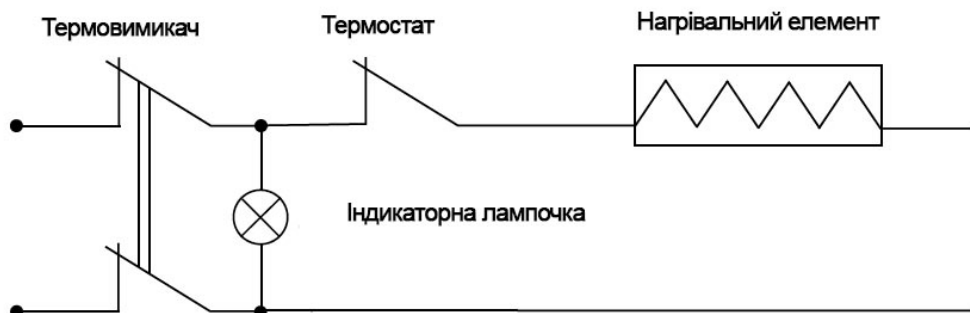 Термовимикач
Термостат
Нагрівальний елемент
Індикаторна лампочка